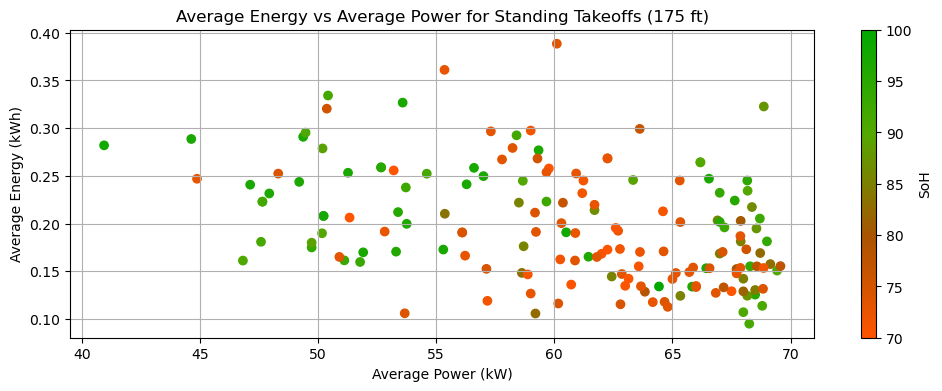 Average Energy vs Average Power for Standing Takeoffs (175 ft)
0.40
0.35
0.30
0.25
0.20
0.15
0.10
Average Energy (kWh)
40 45 50 55 60 65 70
Average Power (kW)
100
95
90
85
80
75
70
SoH